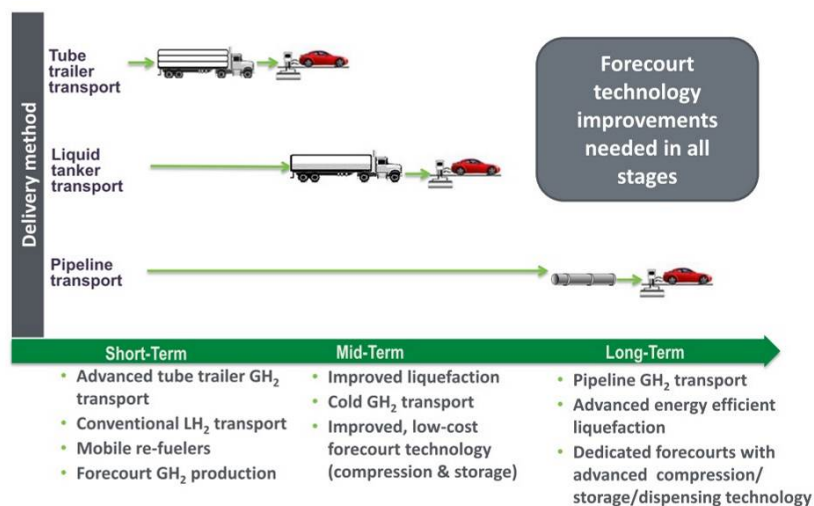 Delivery method
Tube
trailer
transport
Liquid
tanker
transport
Pipeline
transport
Forecourt
technology
improvements
needed in all
stages
Short-Term
• Advanced tube trailer GH₂
transport
• Conventional LH₂ transport
• Mobile re-fuelers
• Forecourt GH₂ production
Mid-Term
• Improved liquefaction
• Cold GH₂ transport
• Improved, low-cost
forecourt technology
(compression & storage)
Long-Term
• Pipeline GH₂ transport
• Advanced energy efficient
liquefaction
• Dedicated forecourts with
advanced compression/
storage/dispensing technology